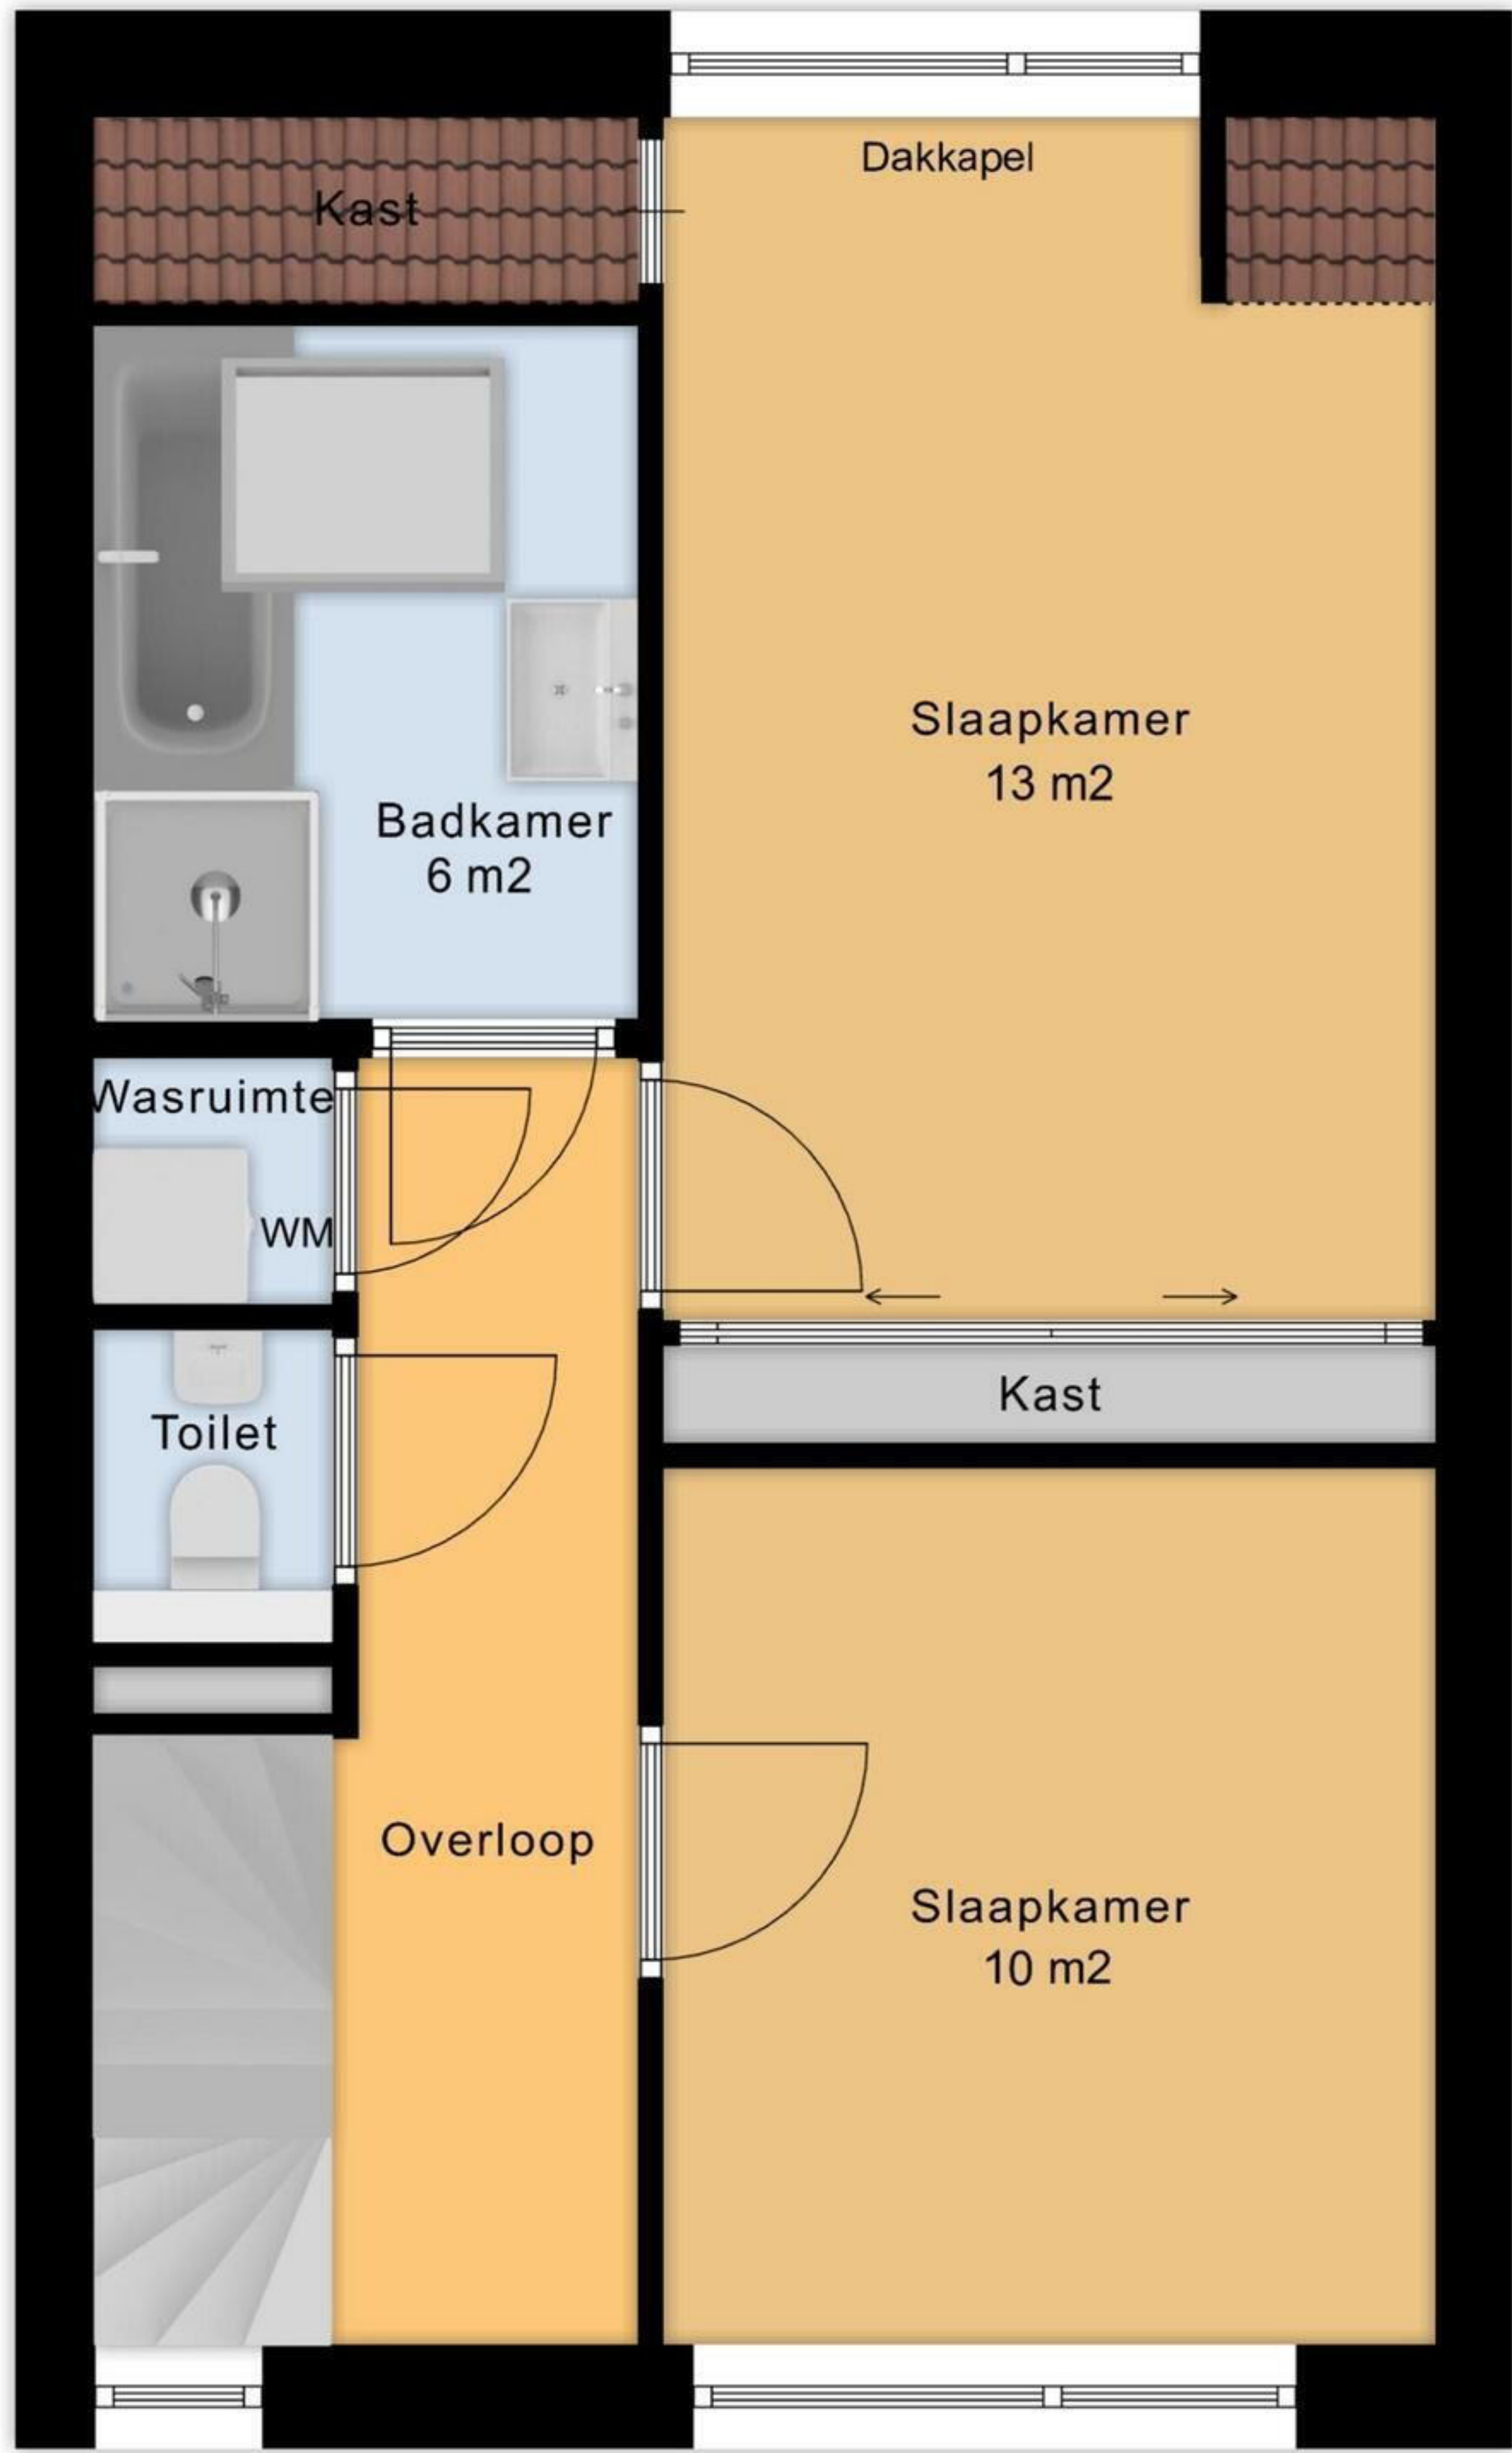 Dakkapel
Kast
Slaapkamer
13 m2
Badkamer
6 m2
Wasruimte
WM
Kast
Toilet
Overloop
Slaapkamer
10 m2